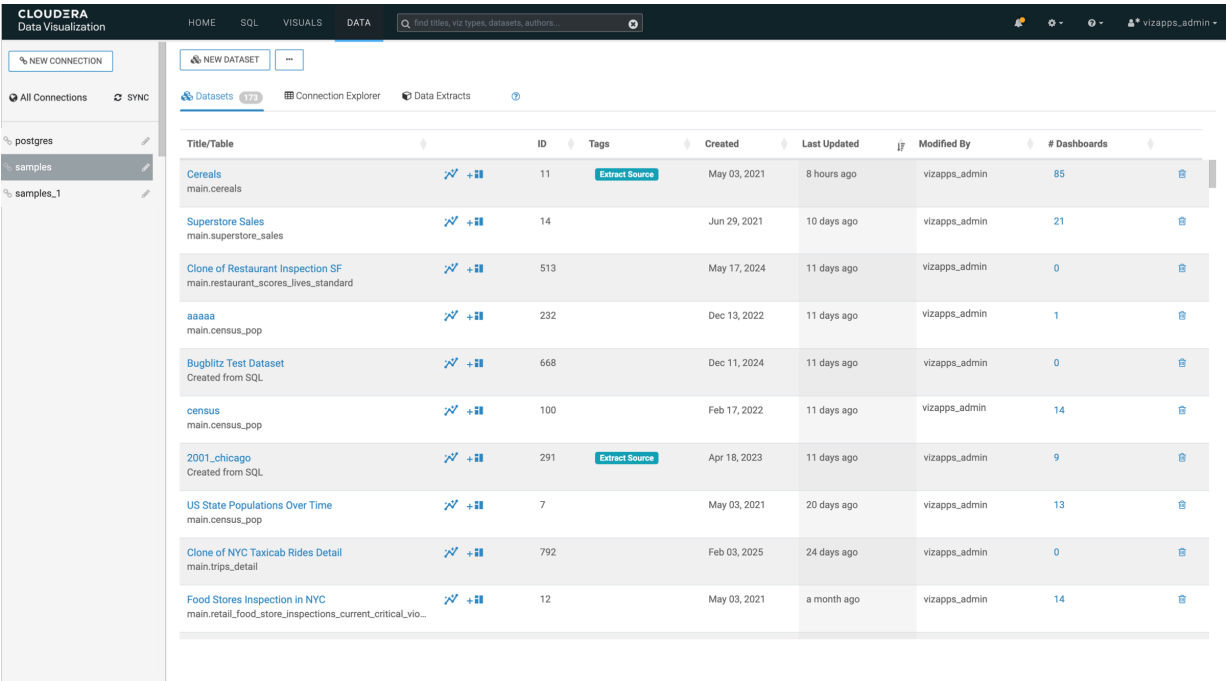 CLOUDERA
Data Visualization
HOME SQL VISUALS DATA find titles, viz types, datasets, authors... vizapps_admin
NEW CONNECTION
All Connections SYNC
postgres
samples
samples_1
NEW DATASET ...
Datasets 173 Connection Explorer Data Extracts
Title/Table ID Tags Created Last Updated Modified By # Dashboards
Cereals 11 Extract Source May 03, 2021 8 hours ago vizapps_admin 85
main.cereals
Superstore Sales 14 Jun 29, 2021 10 days ago vizapps_admin 21
main.superstore_sales
Clone of Restaurant Inspection SF 513 May 17, 2024 11 days ago vizapps_admin 0
main.restaurant_scores_lives_standard
aaaaa 232 Dec 13, 2022 11 days ago vizapps_admin 1
main.census_pop
Bugblitz Test Dataset 668 Dec 11, 2024 11 days ago vizapps_admin 0
Created from SQL
census 100 Feb 17, 2022 11 days ago vizapps_admin 14
main.census_pop
2001_chicago 291 Extract Source Apr 18, 2023 11 days ago vizapps_admin 9
Created from SQL
US State Populations Over Time 7 May 03, 2021 20 days ago vizapps_admin 13
main.census_pop
Clone of NYC Taxicab Rides Detail 792 Feb 03, 2025 24 days ago vizapps_admin 0
main.trips_detail
Food Stores Inspection in NYC 12 May 03, 2021 a month ago vizapps_admin 14
main.retail_food_store_inspections_current_critical_vio...